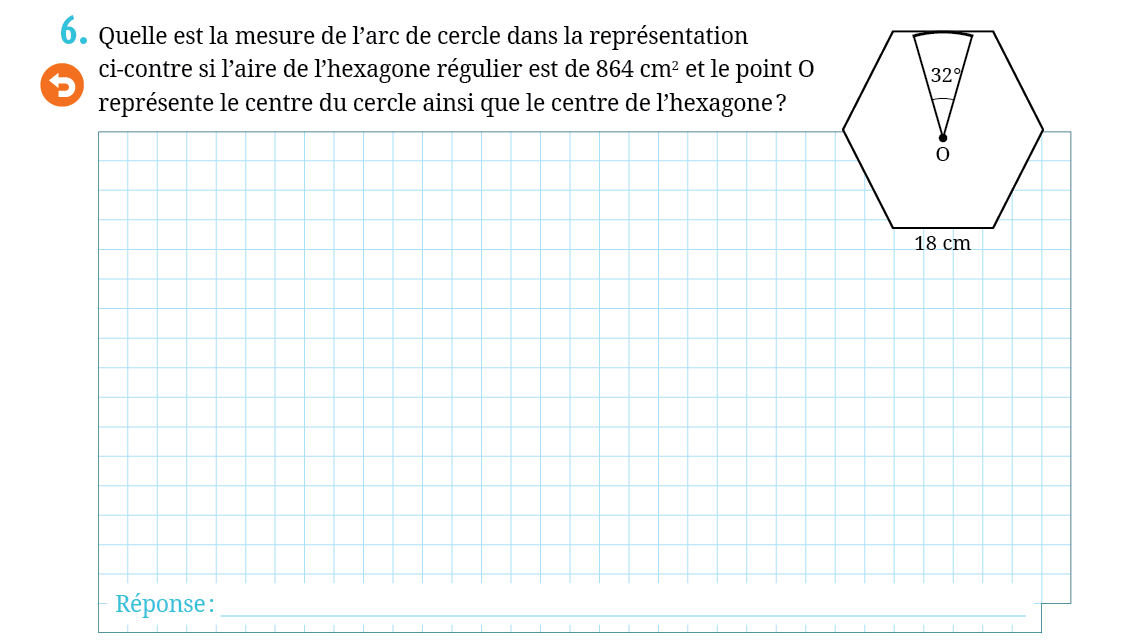 6. Quelle est la mesure de l’arc de cercle dans la représentation
ci-contre si l’aire de l’hexagone régulier est de 864 cm² et le point O
représente le centre du cercle ainsi que le centre de l’hexagone ?
32°
O
18 cm
Réponse :